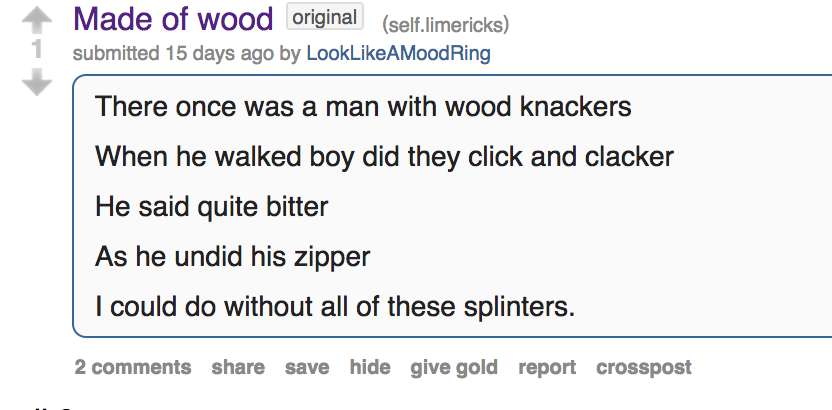 Made of wood original (self.limericks)
1
submitted 15 days ago by LookLikeAMoodRing
There once was a man with wood knackers
When he walked boy did they click and clacker
He said quite bitter
As he undid his zipper
I could do without all of these splinters.
2 comments share save hide give gold report crosspost